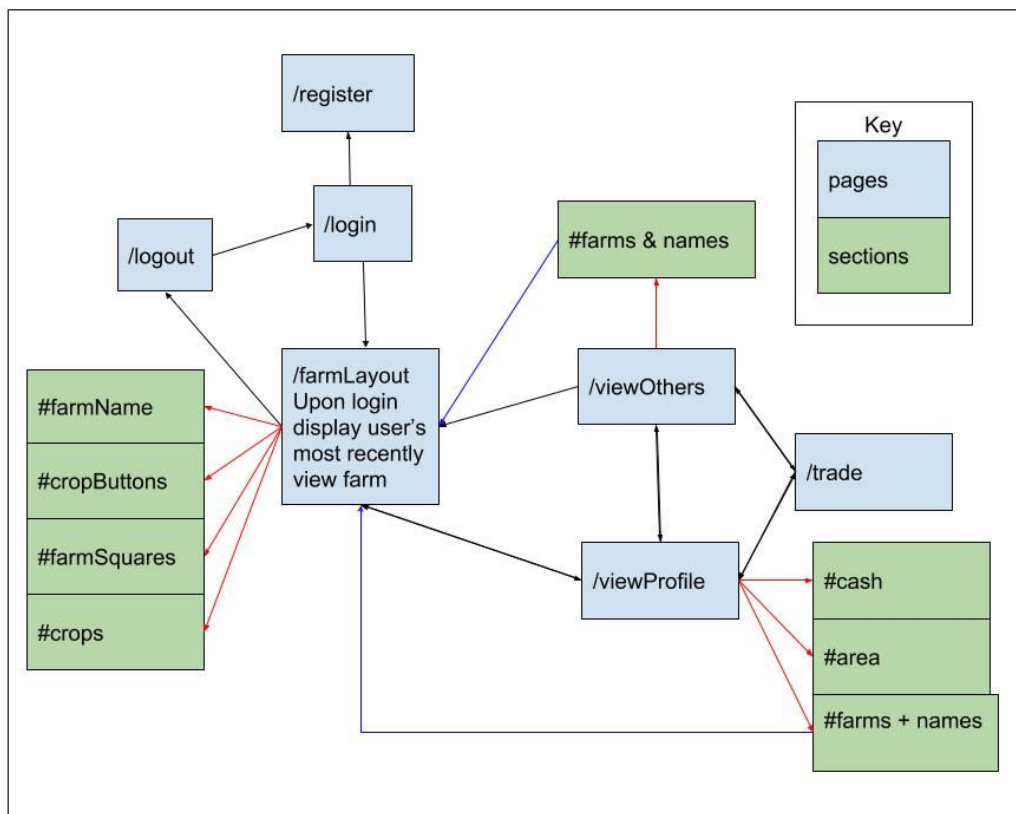 /register
Key
pages
sections
/login
/logout
#farms & names
/farmLayout
Upon login
display user's
most recently
view farm
/viewOthers
#farmName
#cropButtons
#farmSquares
#crops
/trade
/viewProfile
#cash
#area
#farms + names